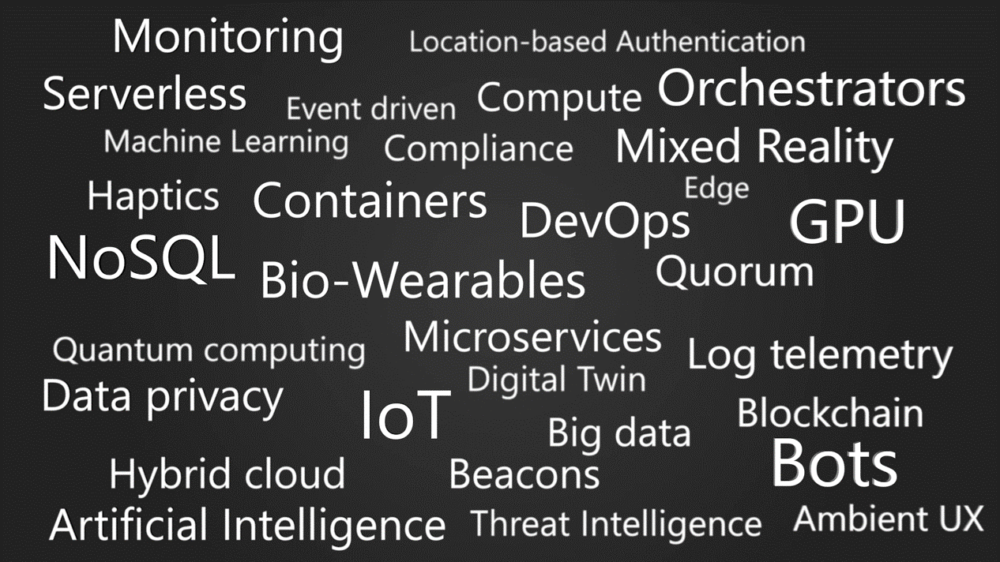 Monitoring
Location-based Authentication
Serverless
Event driven
Compute
Orchestrators
Machine Learning
Compliance
Mixed Reality
Haptics
Containers
Edge
DevOps
GPU
NoSQL
Bio-Wearables
Quorum
Quantum computing
Microservices
Log telemetry
Data privacy
Digital Twin
IoT
Big data
Blockchain
Hybrid cloud
Beacons
Bots
Artificial Intelligence
Threat Intelligence
Ambient UX